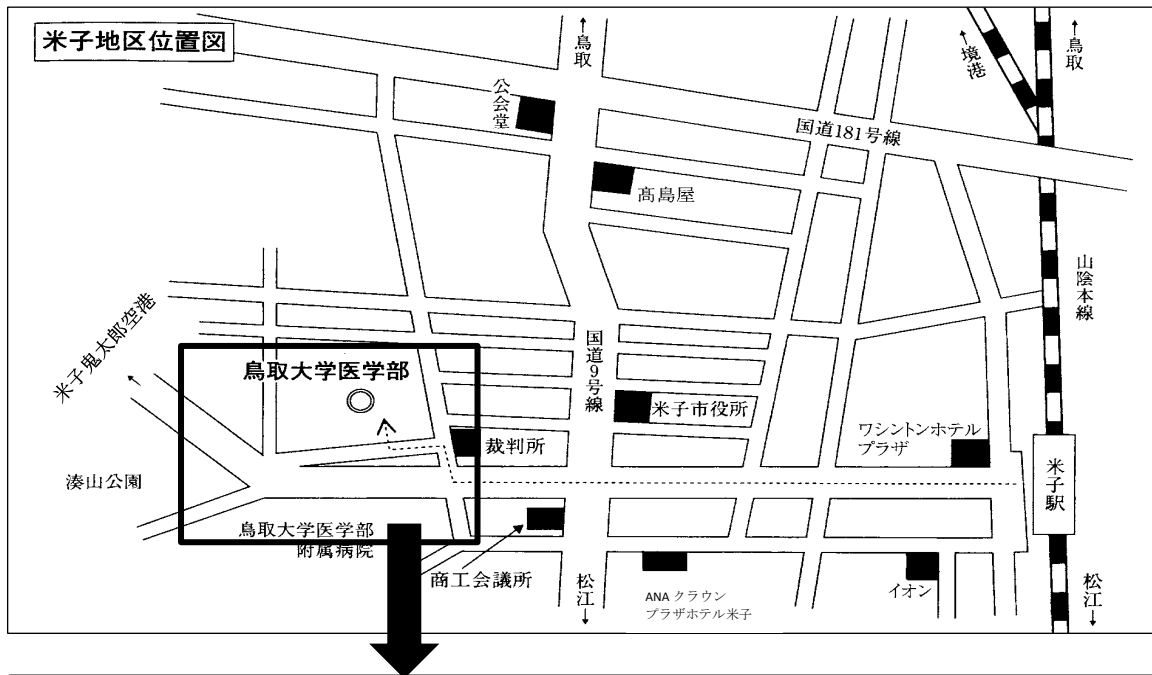 米子地区位置図
←鳥取
←境港
←鳥取
公会堂
国道181号線
髙島屋
山陰本線
米子鬼太郎空港
←
国道9号線
鳥取大学医学部
米子市役所
ワシントンホテル
プラザ
裁判所
米子駅
湊山公園
鳥取大学医学部
附属病院
商工会議所
松江→
ANAクラウン
プラザホテル米子
イオン
松江→